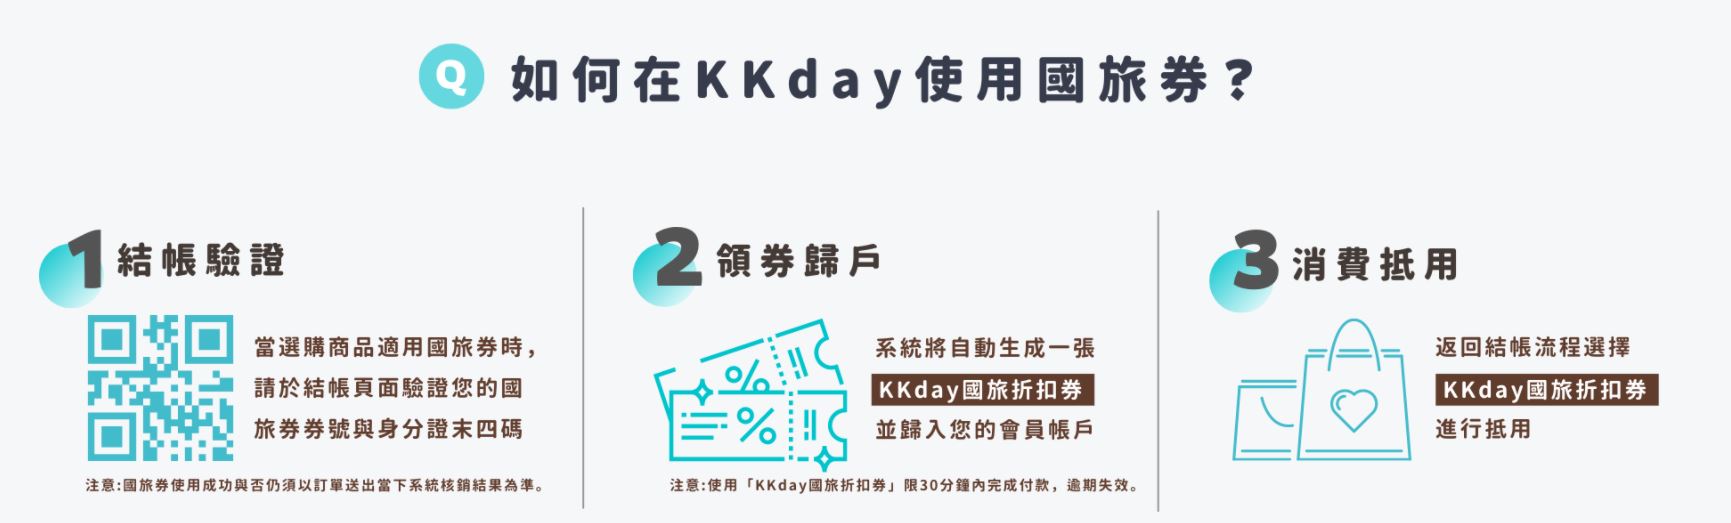 Q 如何在KKday使用國旅券?
1 結帳驗證
當選購商品適用國旅券時,
請於結帳頁面驗證您的國
旅券券號與身分證末四碼
注意:國旅券使用成功與否仍須以訂單送出當下系統核銷結果為準。
2 領券歸戶
系統將自動生成一張
KKday國旅折扣券
並歸入您的會員帳戶
注意:使用「KKday國旅折扣券」限30分鐘內完成付款，逾期失效。
3 消費抵用
返回結帳流程選擇
KKday國旅折扣券
進行抵用